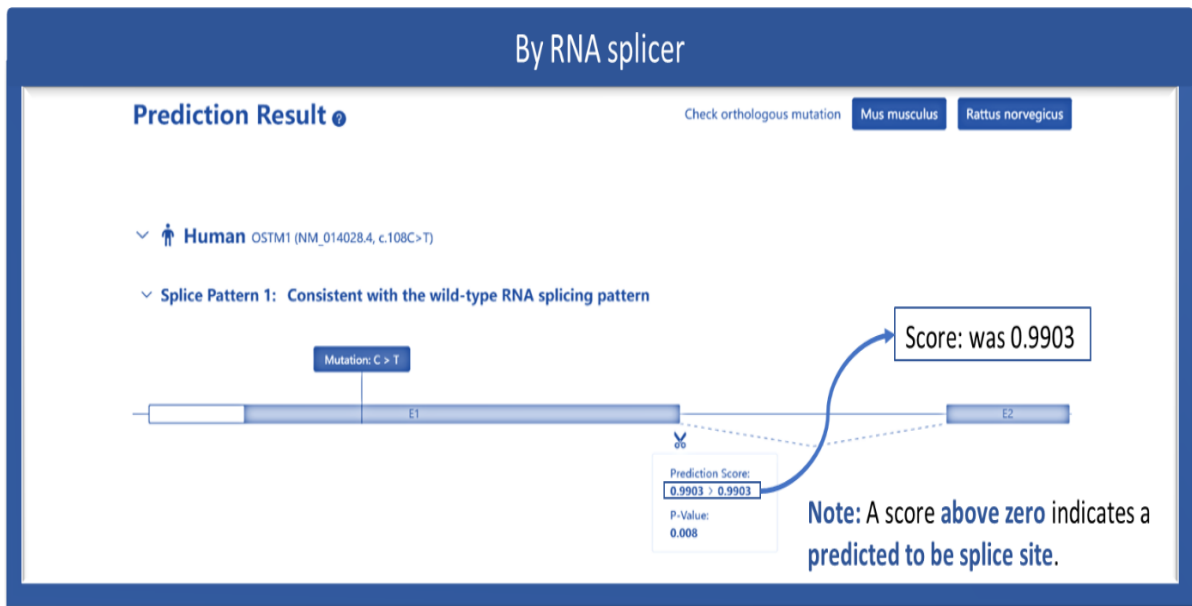 By RNA splicer
Prediction Result ?
Check orthologous mutation Mus musculus Rattus norvegicus
Human OSTM1 (NM_014028.4, c.108C>T)
Splice Pattern 1: Consistent with the wild-type RNA splicing pattern
Score: was 0.9903
Mutation: C > T
E1 E2
Prediction Score:
0.9903 > 0.9903
P-Value:
0.008
Note: A score above zero indicates a
predicted to be splice site.